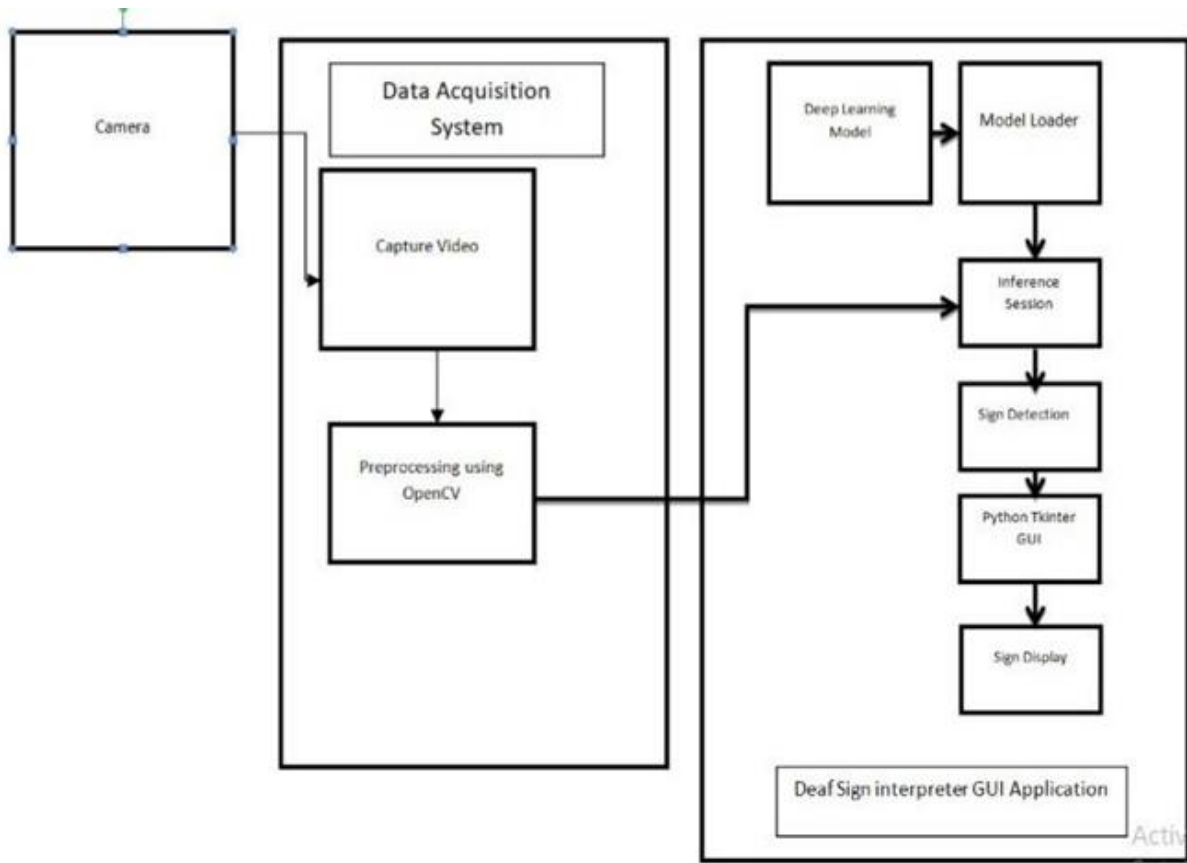 Camera
Data Acquisition
System
Capture Video
Preprocessing using
OpenCV
Deep Learning
Model
Model Loader
Inference
Session
Sign Detection
Python Tkinter
GUI
Sign Display
Deaf Sign interpreter GUI Application
Activ